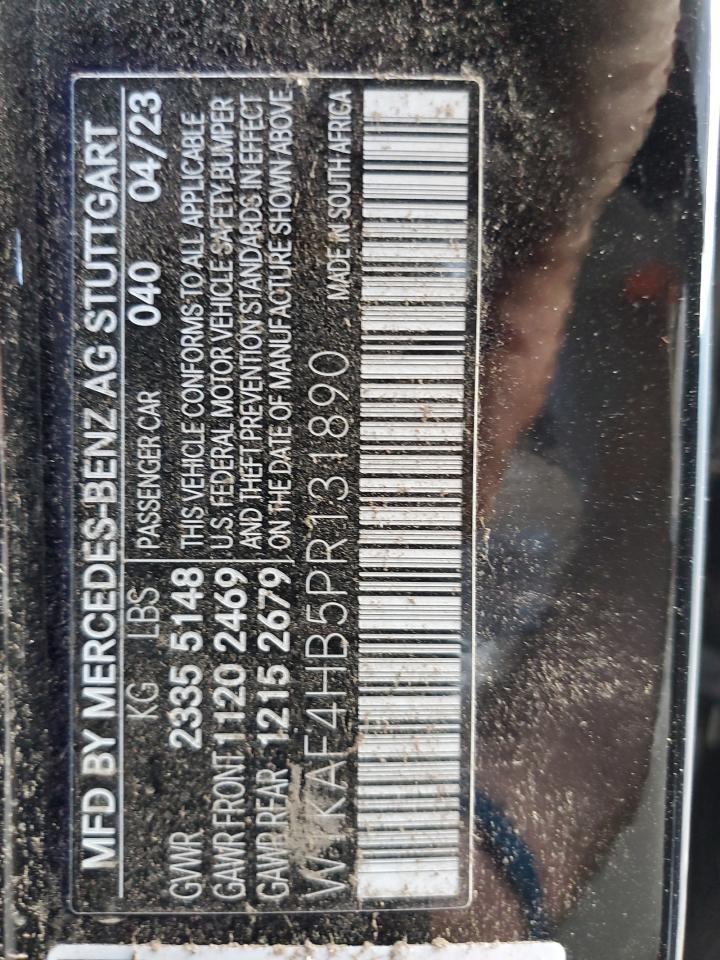 MFD BY MERCEDES-BENZ AG STUTTGART
KG LBS PASSENGER CAR 040 04/23
GVWR 2335 5148 THIS VEHICLE CONFORMS TO ALL APPLICABLE
GAWR FRONT 1120 2469 U.S. FEDERAL MOTOR VEHICLE SAFETY BUMPER
GAWR REAR 1215 2679 AND THEFT PREVENTION STANDARDS IN EFFECT
ON THE DATE OF MANUFACTURE SHOWN ABOVE.
W1KAF4HB5PR131890 MADE IN SOUTH AFRICA